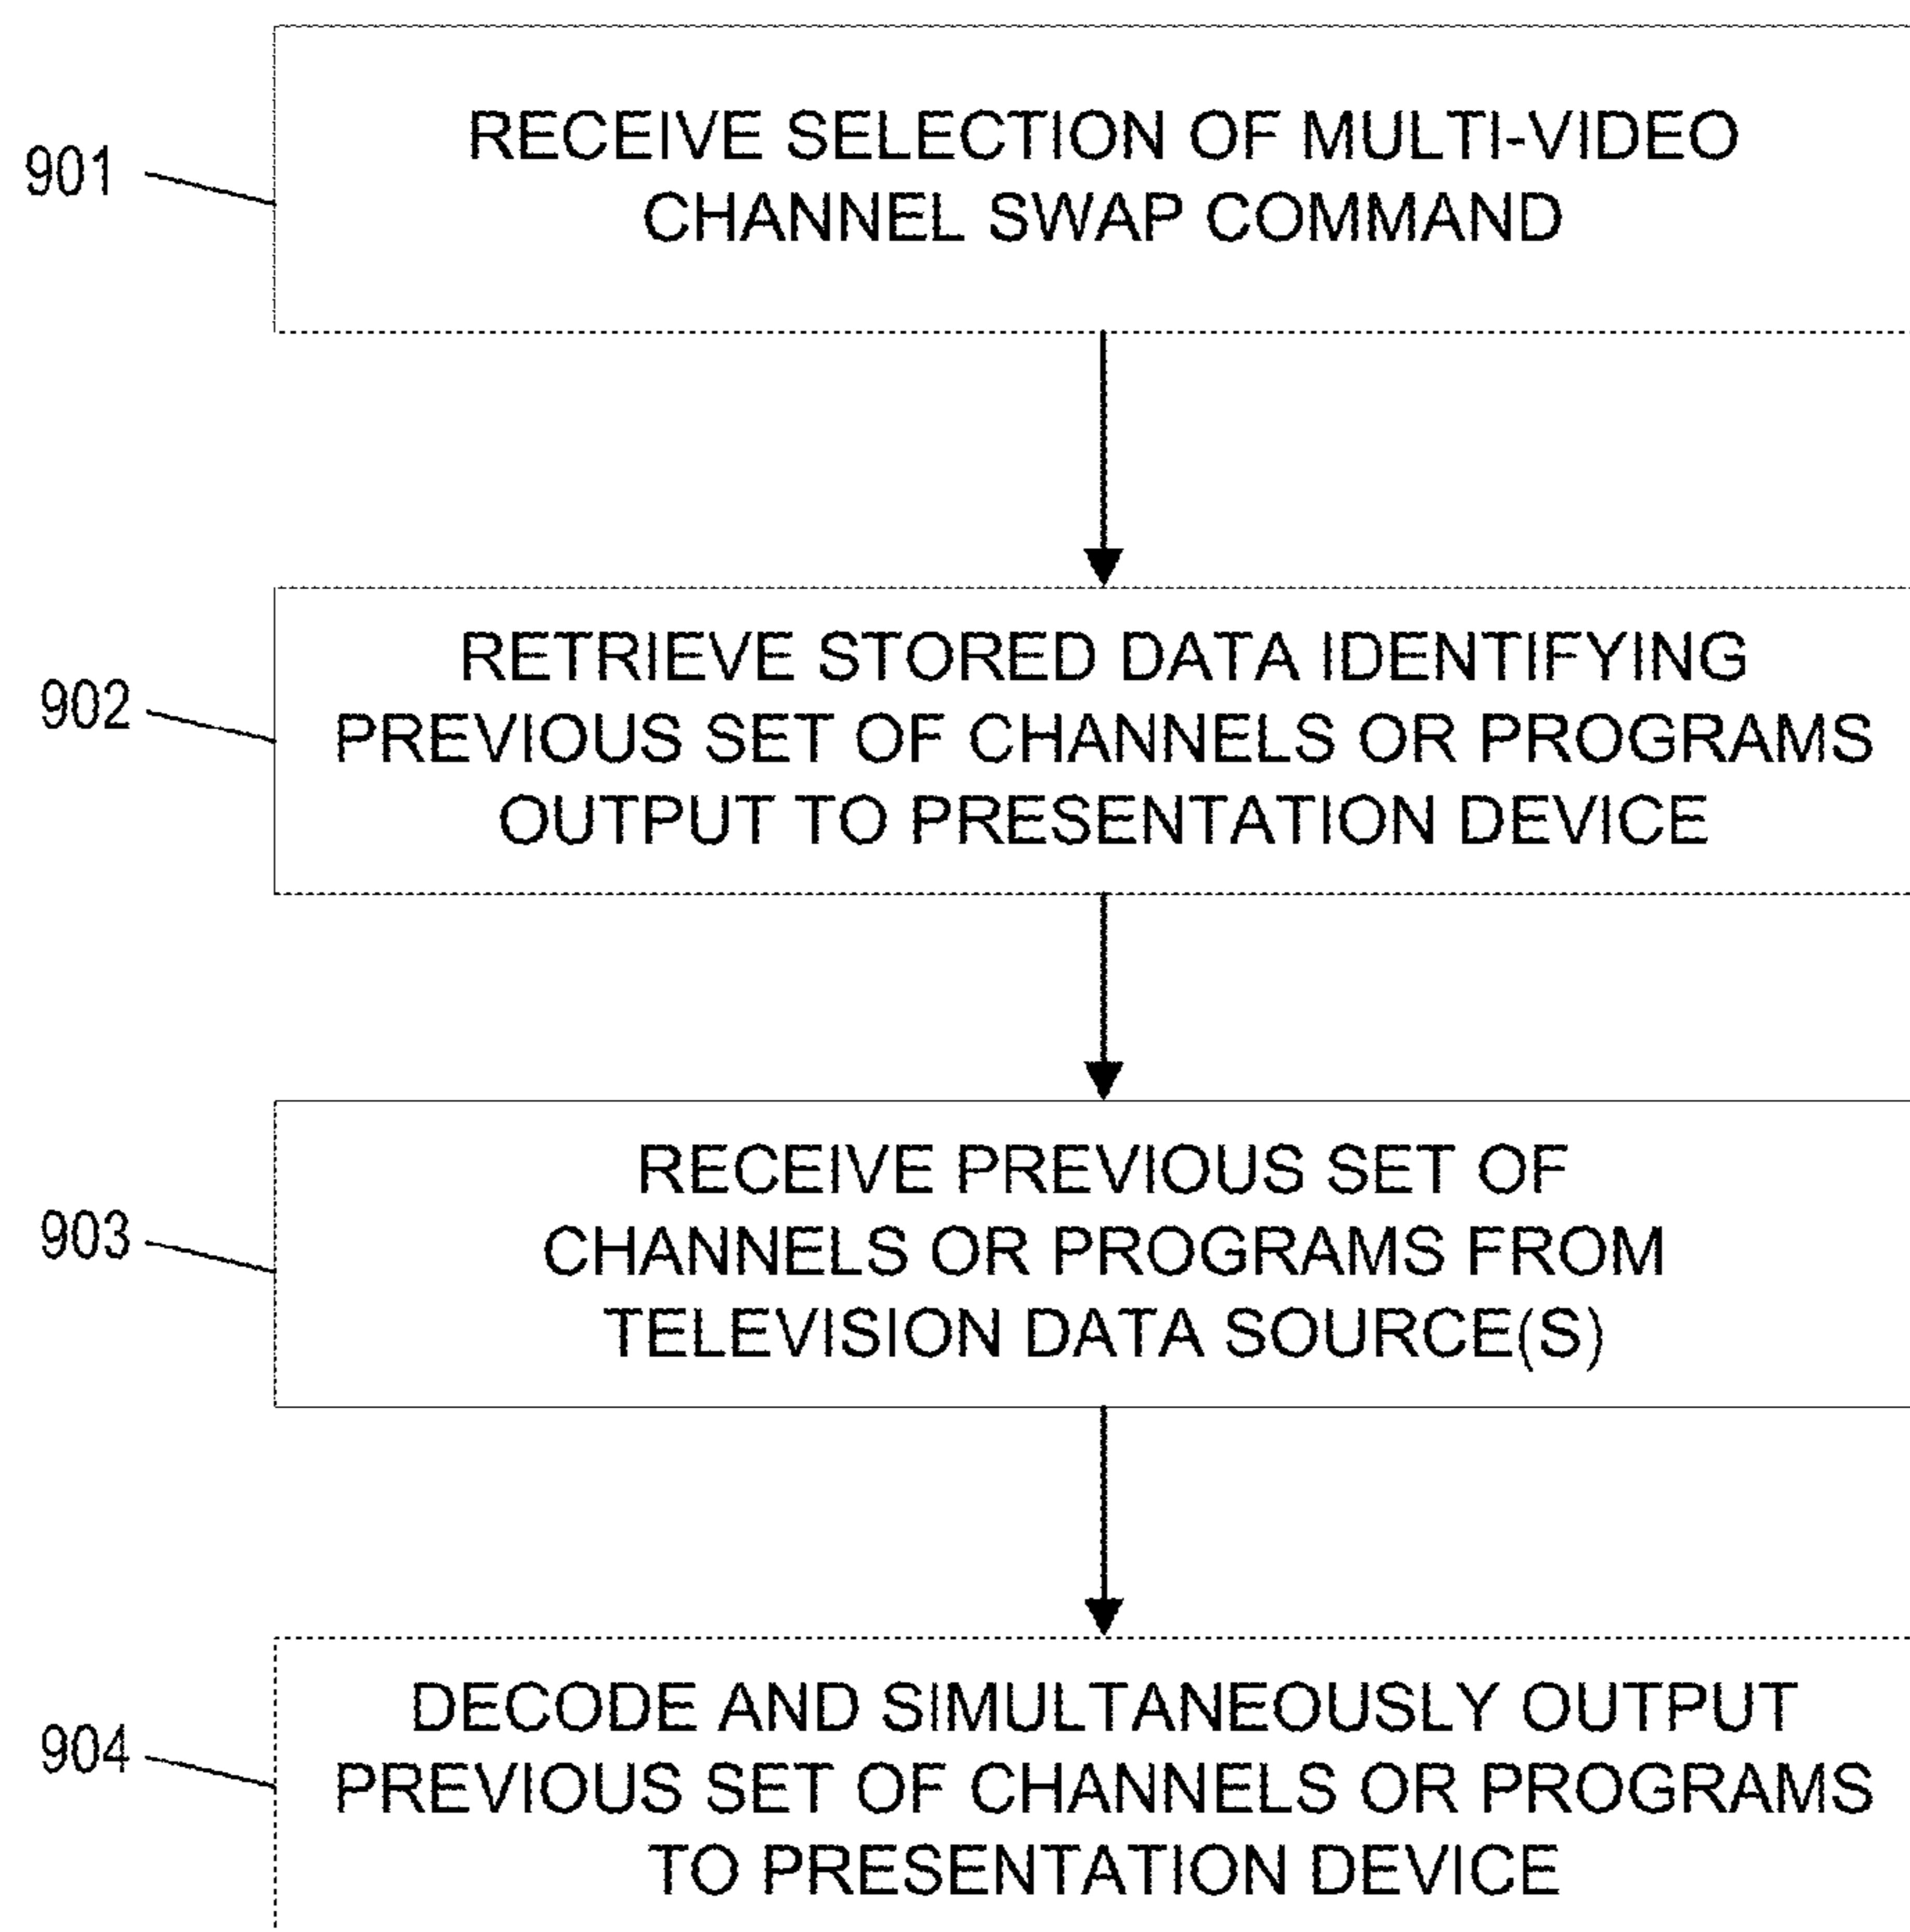 901
RECEIVE SELECTION OF MULTI-VIDEO
CHANNEL SWAP COMMAND
902
RETRIEVE STORED DATA IDENTIFYING
PREVIOUS SET OF CHANNELS OR PROGRAMS
OUTPUT TO PRESENTATION DEVICE
903
RECEIVE PREVIOUS SET OF
CHANNELS OR PROGRAMS FROM
TELEVISION DATA SOURCE(S)
904
DECODE AND SIMULTANEOUSLY OUTPUT
PREVIOUS SET OF CHANNELS OR PROGRAMS
TO PRESENTATION DEVICE